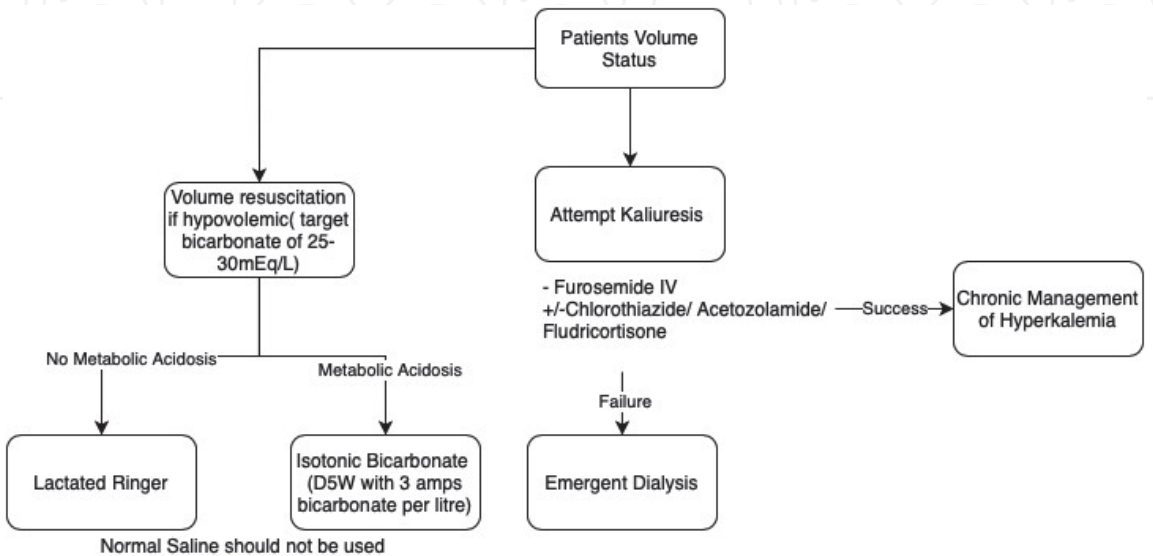 Patients Volume
Status
Volume resuscitation
if hypovolemic( target
bicarbonate of 25-
30mEq/L)
Attempt Kaliuresis
- Furosemide IV
+/-Chlorothiazide/ Acetozolamide/
Fludricortisone
Success
Chronic Management
of Hyperkalemia
No Metabolic Acidosis
Metabolic Acidosis
Failure
Lactated Ringer
Isotonic Bicarbonate
(D5W with 3 amps
bicarbonate per litre)
Emergent Dialysis
Normal Saline should not be used